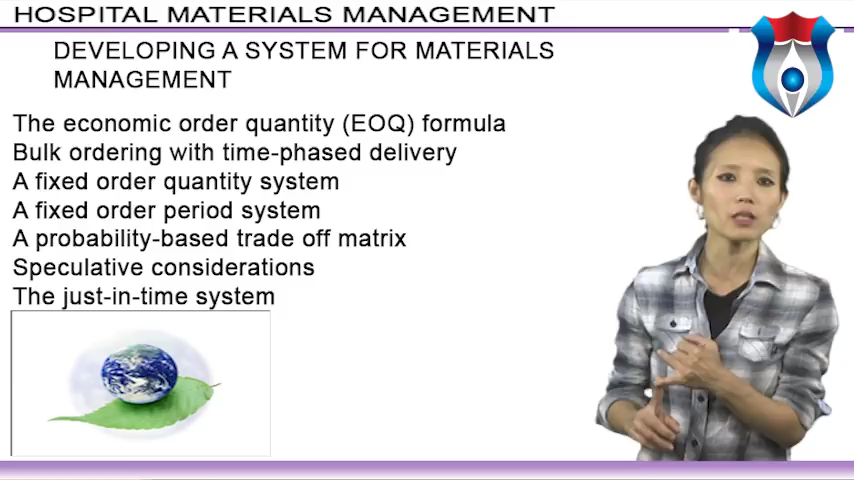 HOSPITAL MATERIALS MANAGEMENT
DEVELOPING A SYSTEM FOR MATERIALS
MANAGEMENT
The economic order quantity (EOQ) formula
Bulk ordering with time-phased delivery
A fixed order quantity system
A fixed order period system
A probability-based trade off matrix
Speculative considerations
The just-in-time system